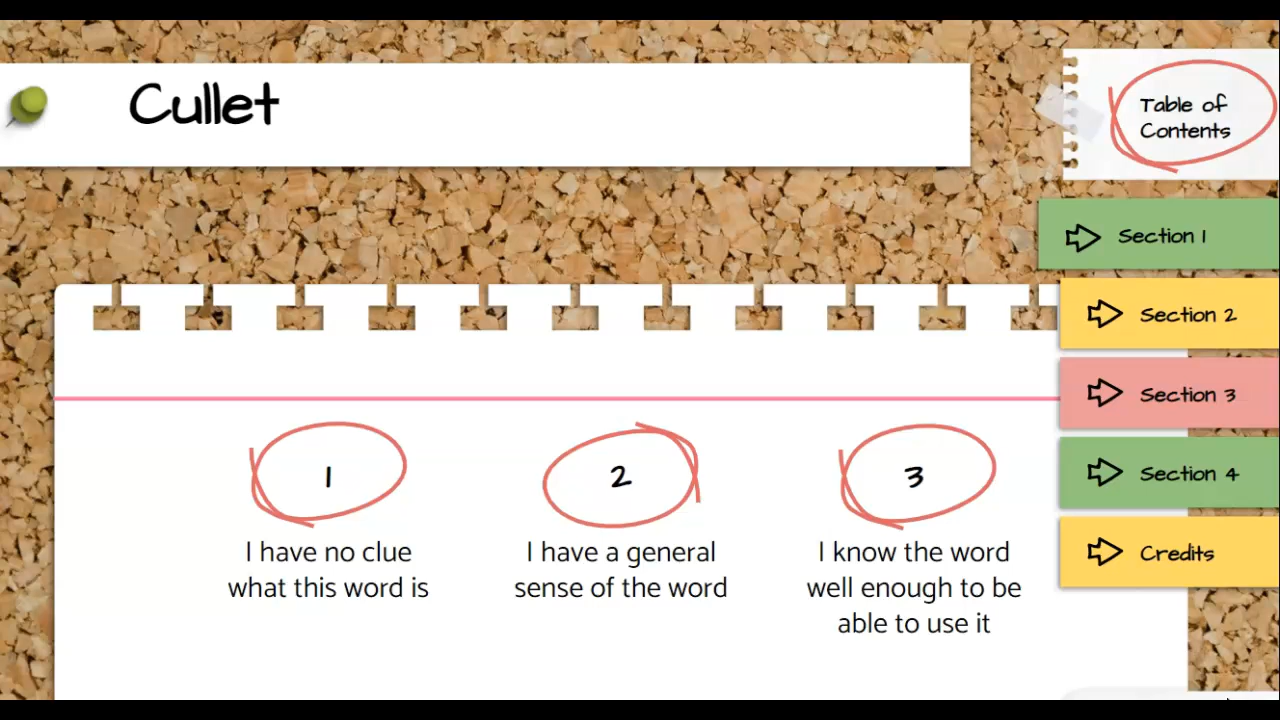 Cullet
Table of
Contents
Section 1
Section 2
Section 3
Section 4
Credits
1
I have no clue
what this word is
2
I have a general
sense of the word
3
I know the word
well enough to be
able to use it